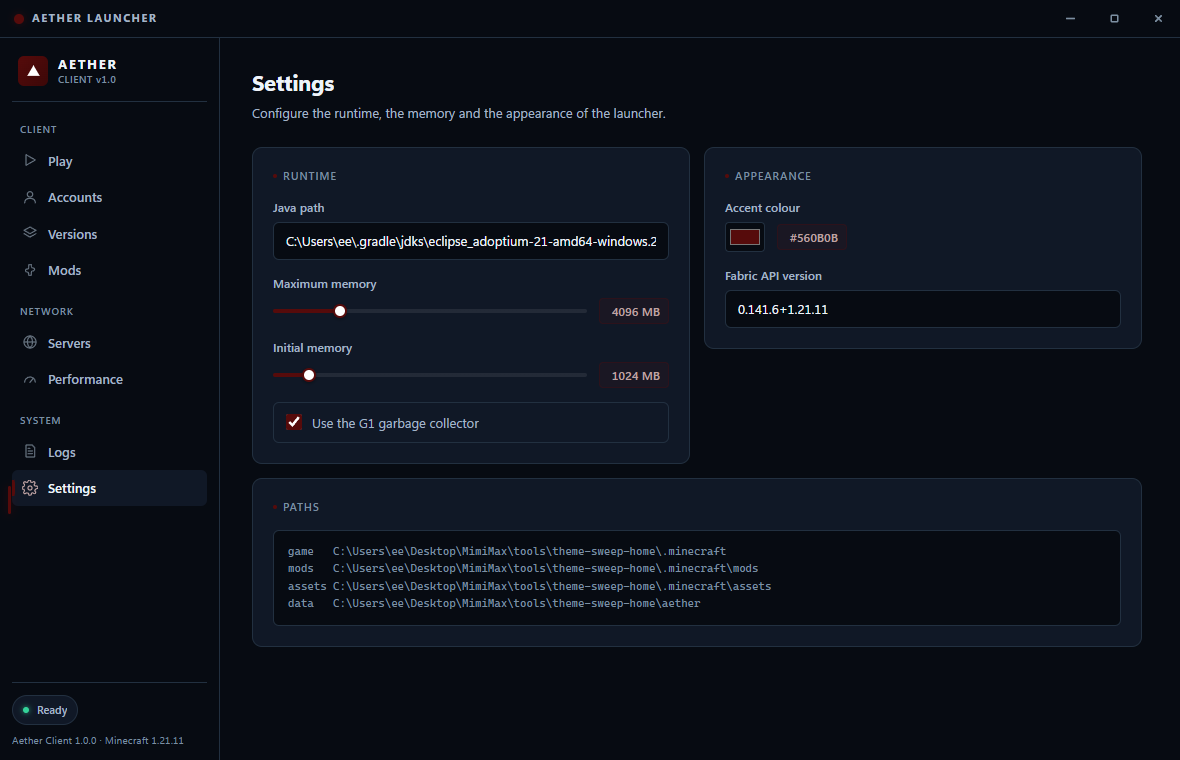 AETHER LAUNCHER
AETHER
CLIENT v1.0
CLIENT
Play
Accounts
Versions
Mods
NETWORK
Servers
Performance
SYSTEM
Logs
Settings
Ready
Aether Client 1.0.0 · Minecraft 1.21.11
Settings
Configure the runtime, the memory and the appearance of the launcher.
RUNTIME
Java path
C:\Users\ee\.gradle\jdks\eclipse_adoptium-21-amd64-windows.2
Maximum memory
4096 MB
Initial memory
1024 MB
Use the G1 garbage collector
APPEARANCE
Accent colour
#560B0B
Fabric API version
0.141.6+1.21.11
PATHS
game C:\Users\ee\Desktop\MimiMax\tools\theme-sweep-home\.minecraft
mods C:\Users\ee\Desktop\MimiMax\tools\theme-sweep-home\.minecraft\mods
assets C:\Users\ee\Desktop\MimiMax\tools\theme-sweep-home\.minecraft\assets
data C:\Users\ee\Desktop\MimiMax\tools\theme-sweep-home\aether